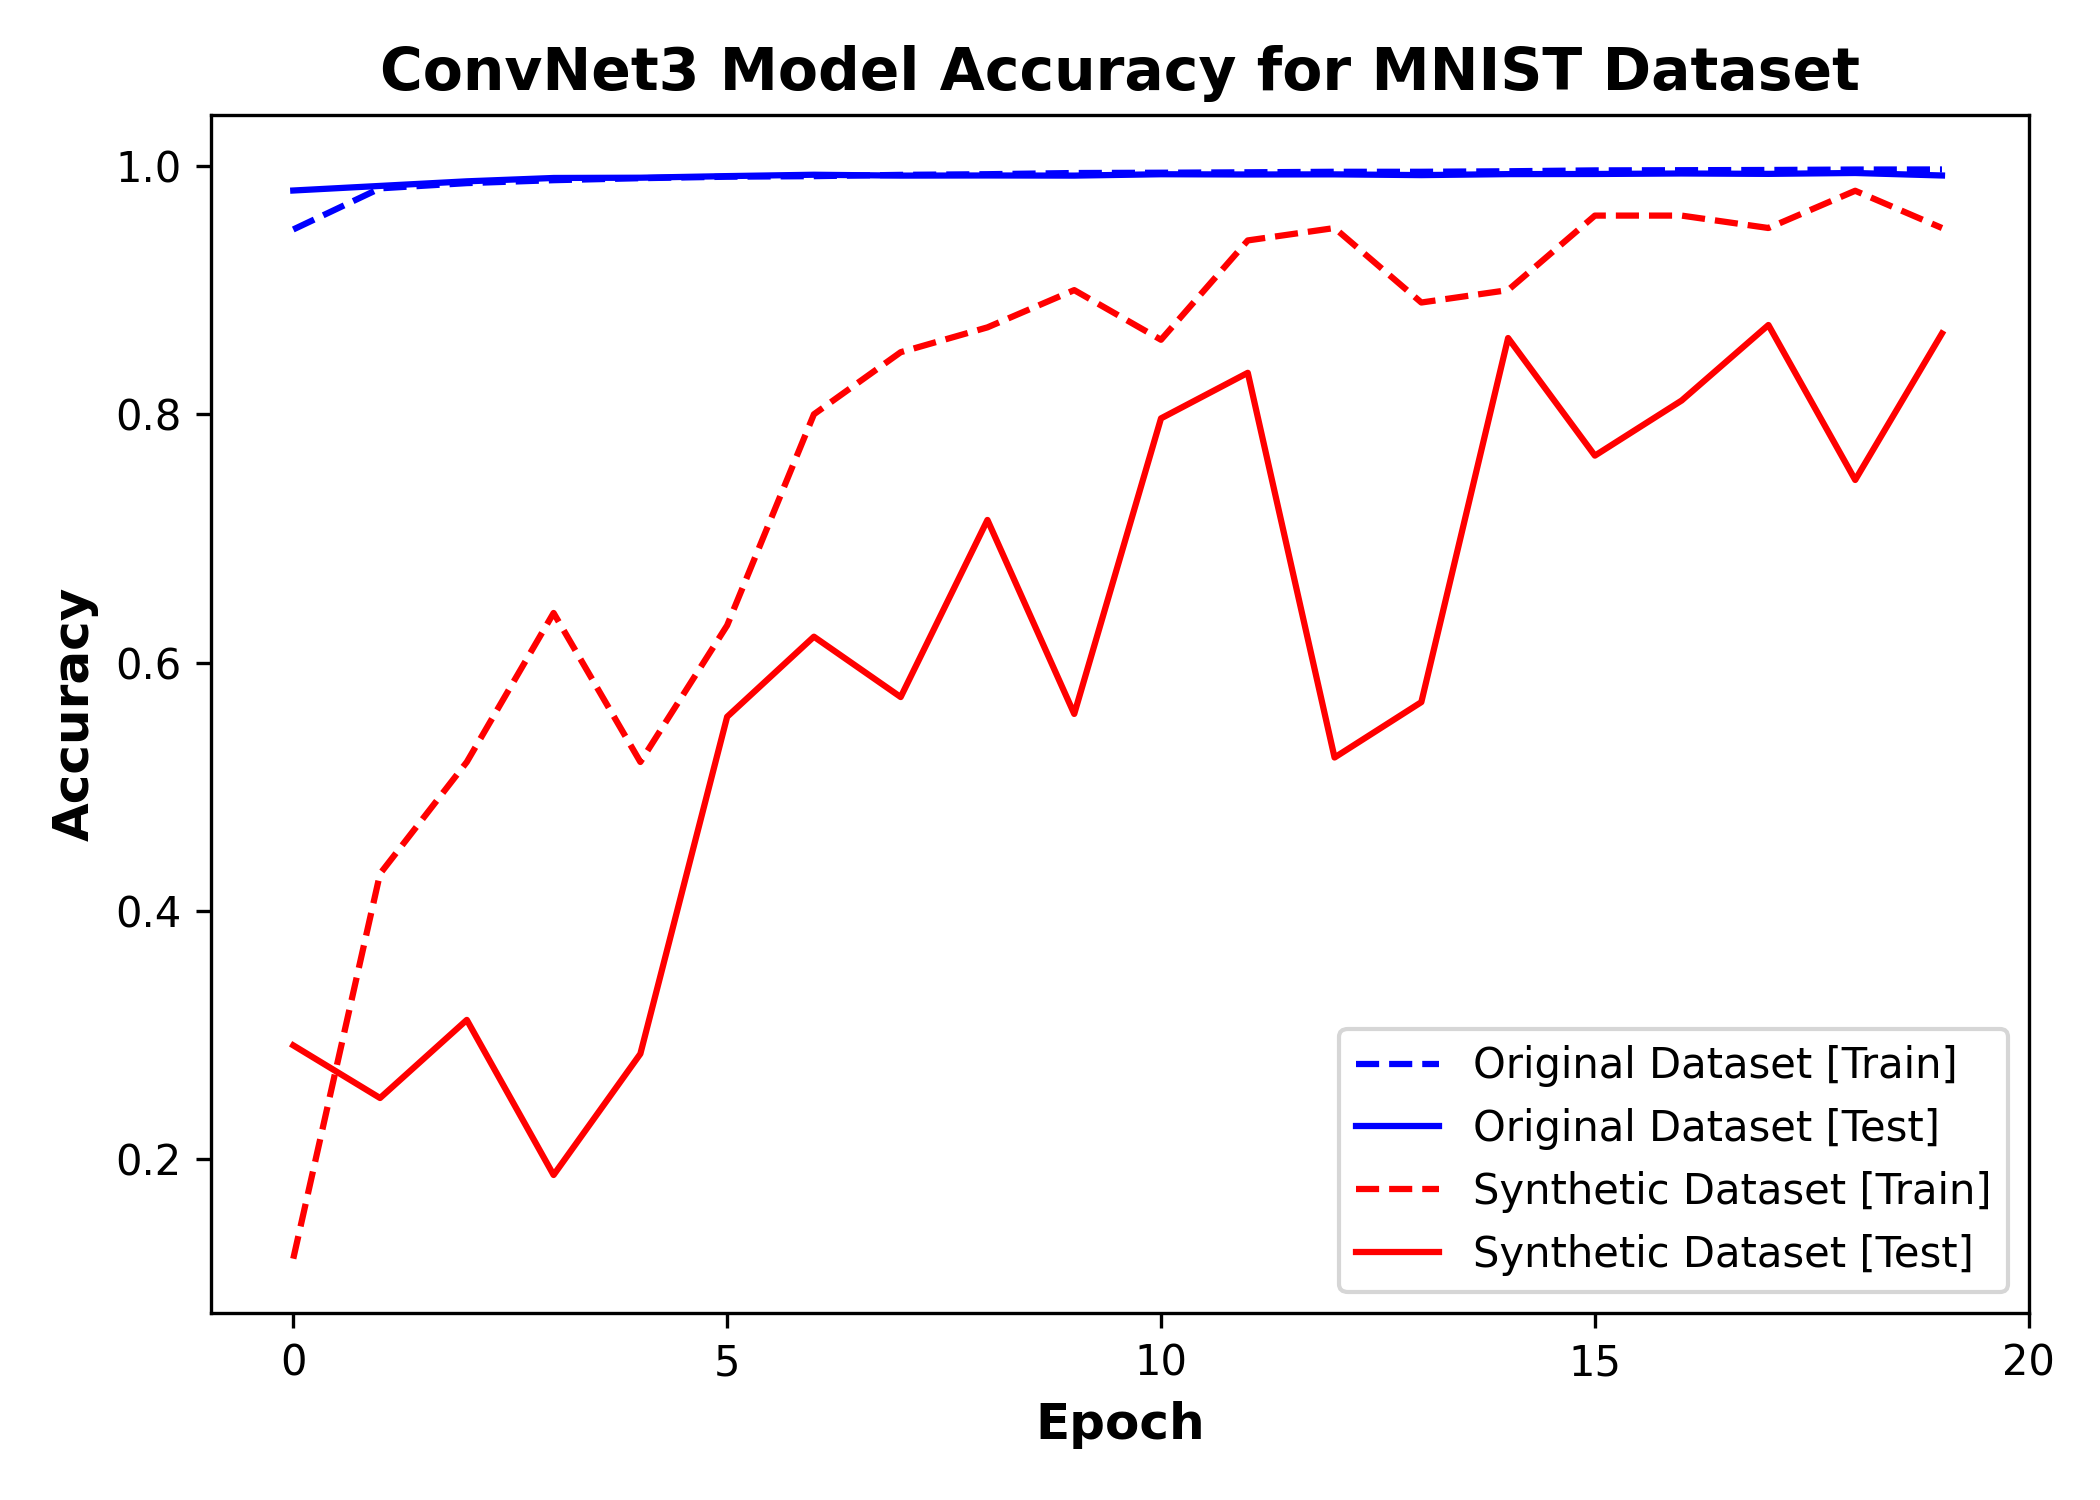 ConvNet3 Model Accuracy for MNIST Dataset
1.0
0.8
0.6
0.4
0.2
Accuracy
Original Dataset [Train]
Original Dataset [Test]
Synthetic Dataset [Train]
Synthetic Dataset [Test]
0 5 10 15 20
Epoch